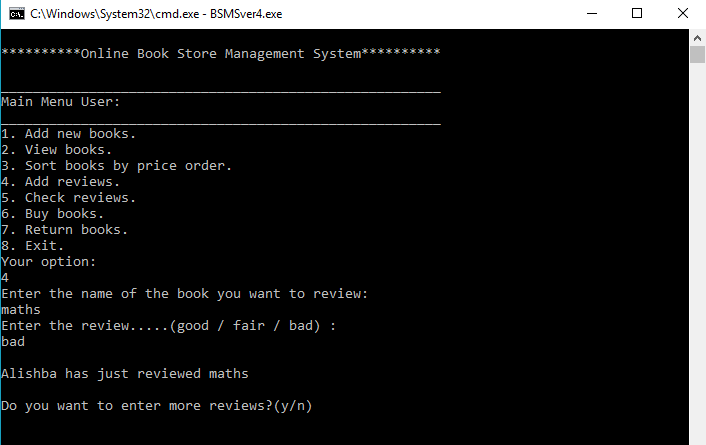 C:\Windows\System32\cmd.exe - BSMSver4.exe
**********Online Book Store Management System**********
_______________________________________________________
Main Menu User:
_______________________________________________________
1. Add new books.
2. View books.
3. Sort books by price order.
4. Add reviews.
5. Check reviews.
6. Buy books.
7. Return books.
8. Exit.
Your option:
4
Enter the name of the book you want to review:
maths
Enter the review.....(good / fair / bad) :
bad
Alishba has just reviewed maths
Do you want to enter more reviews?(y/n)